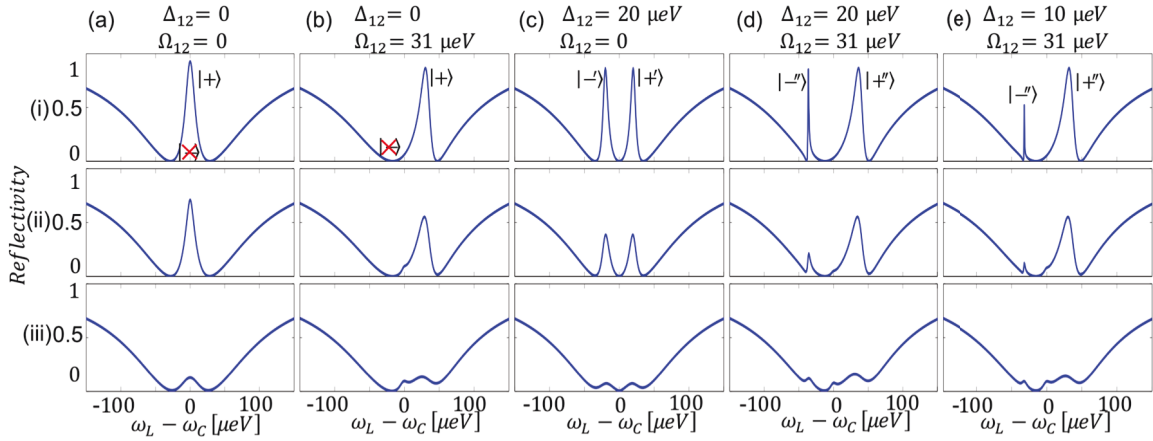 (a) Δ12 = 0
Ω12 = 0
(b) Δ12 = 0
Ω12 = 31 μeV
(c) Δ12 = 20 μeV
Ω12 = 0
(d) Δ12 = 20 μeV
Ω12 = 31 μeV
(e) Δ12 = 10 μeV
Ω12 = 31 μeV
Reflectivity
(i)
1
0.5
0
|+⟩
|−⟩
|+⟩
|−⟩
|−′⟩ |+′⟩
|−″⟩ |+″⟩
|−″⟩ |+″⟩
(ii)
1
0.5
0
(iii)
1
0.5
0
-100 0 100
-100 0 100
-100 0 100
-100 0 100
-100 0 100
ωL − ωC [μeV]
ωL − ωC [μeV]
ωL − ωC [μeV]
ωL − ωC [μeV]
ωL − ωC [μeV]